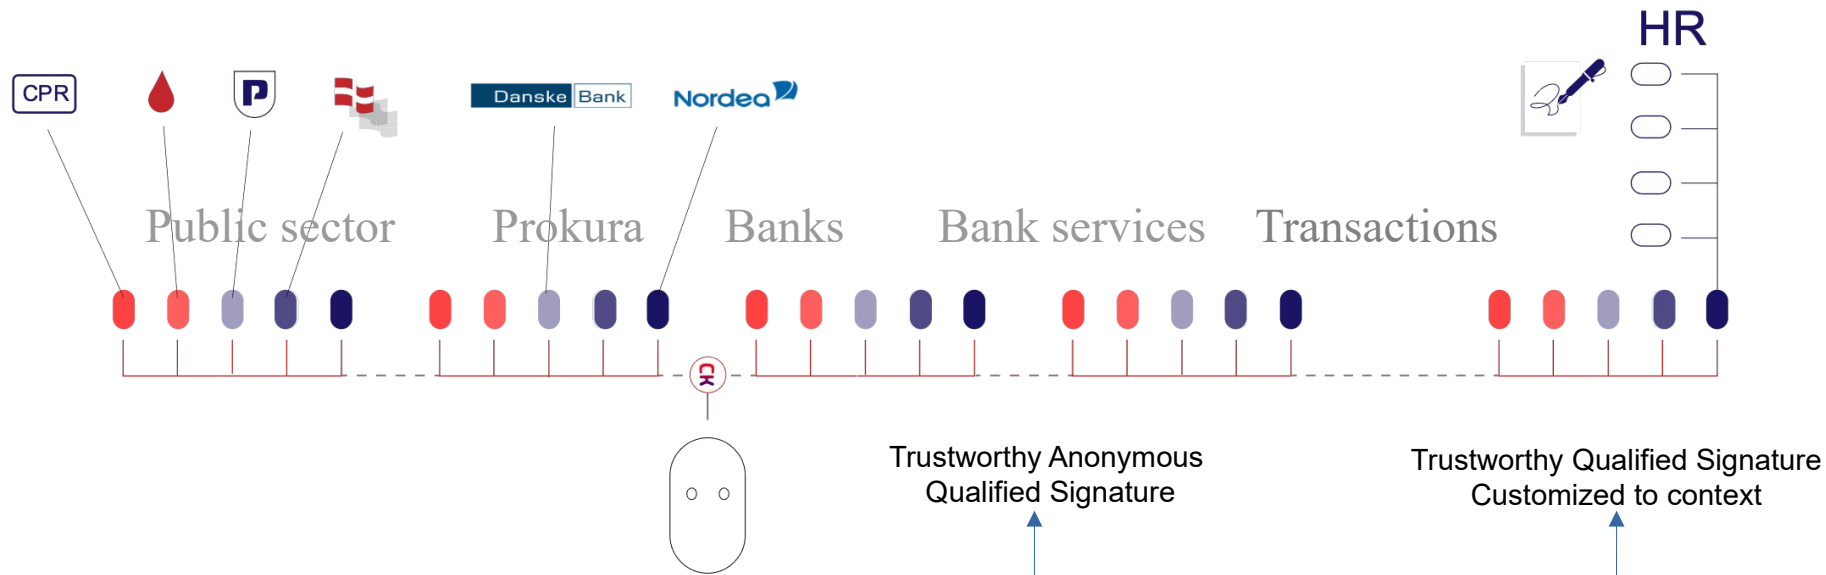 HR
CPR
P
Danske Bank
Nordea
Public sector
Prokura
Banks
Bank services
Transactions
CK
Trustworthy Anonymous
Qualified Signature
Trustworthy Qualified Signature
Customized to context